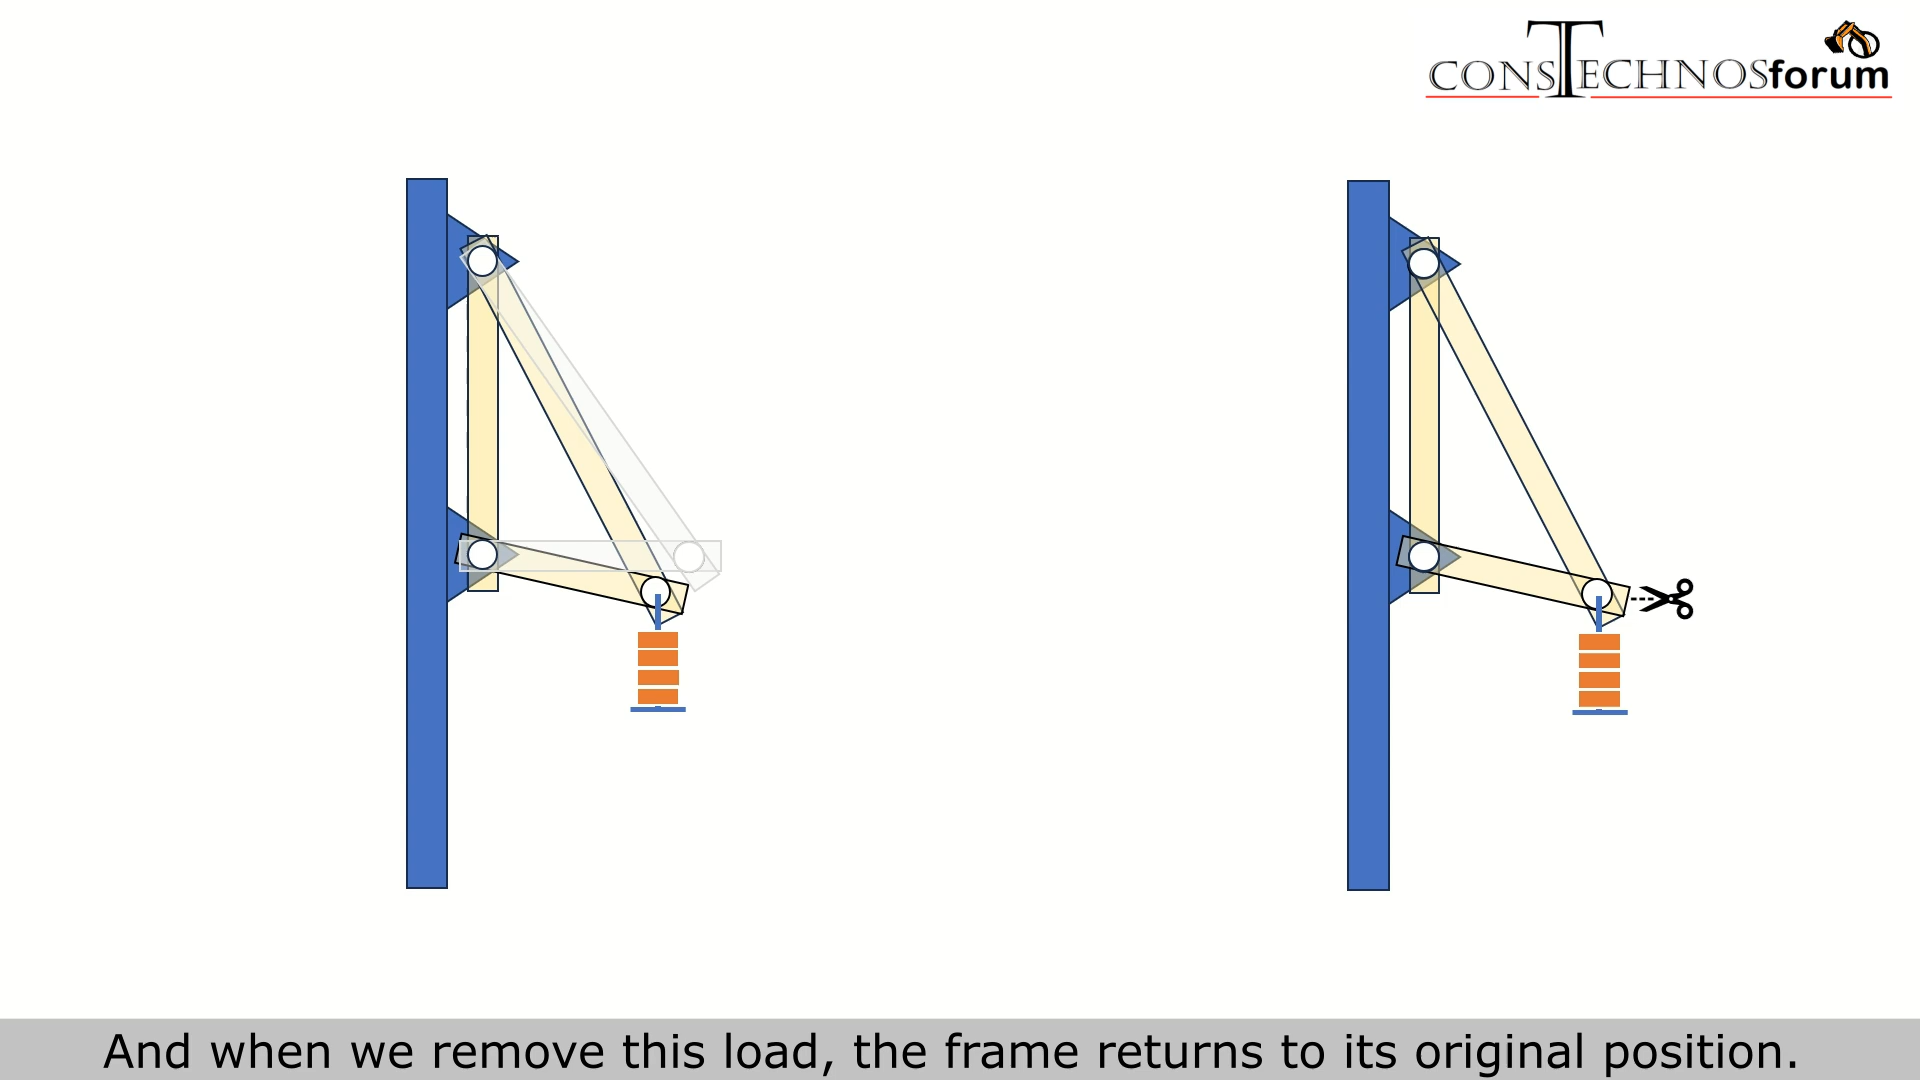 CONSTECHNOSforum
And when we remove this load, the frame returns to its original position.